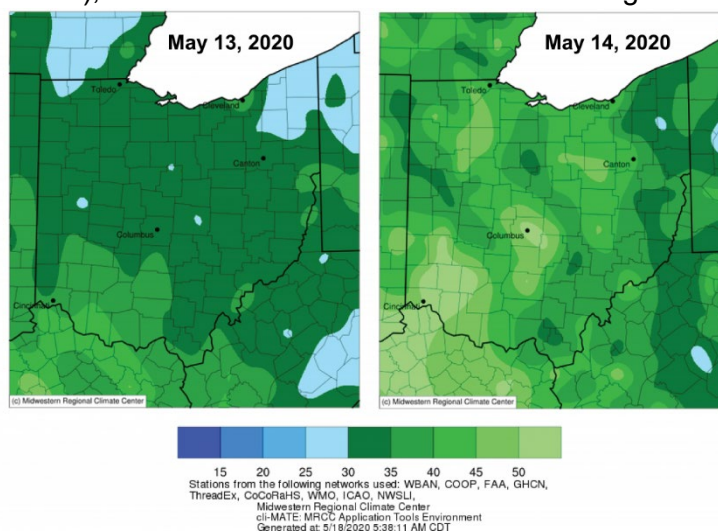 May 13, 2020
May 14, 2020
Toledo
Cleveland
Canton
Columbus
Cincinnati
(c) Midwestern Regional Climate Center
Toledo
Cleveland
Canton
Columbus
Cincinnati
(c) Midwestern Regional Climate Center
15 20 25 30 35 40 45 50
Stations from the following networks used: WBAN, COOP, FAA, GHCN,
ThreadEx, CoCoRaHS, WMO, ICAO, NWSLI,
Midwestern Regional Climate Center
cli-MATE: MRCC Application Tools Environment
Generated at: 5/18/2020 5:38:11 AM CDT